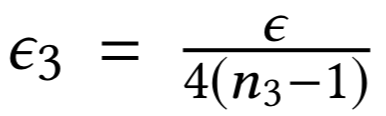 ϵ₃ = ϵ / 4(n₃−1)